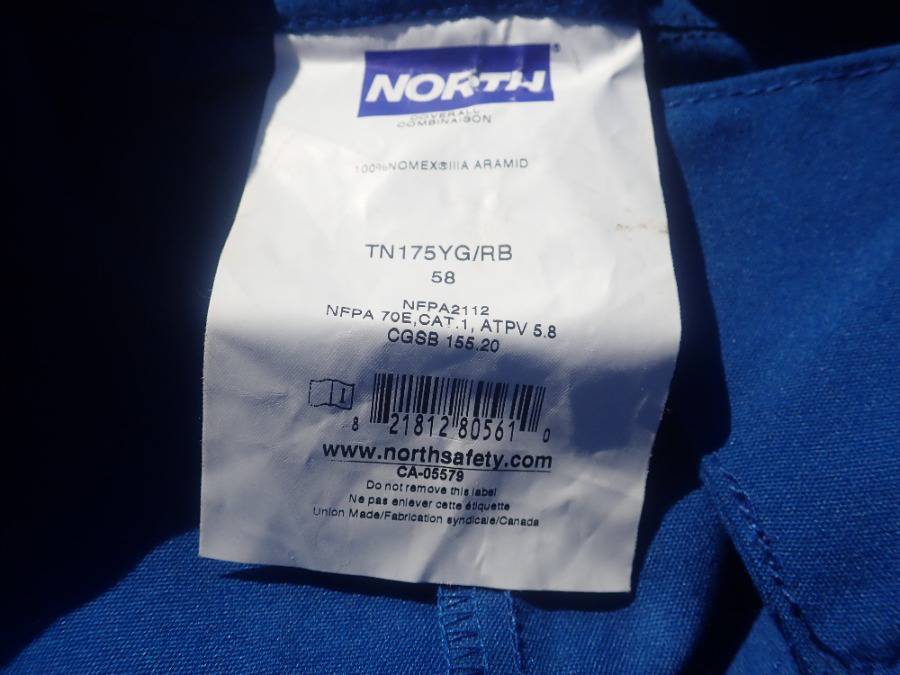 NORTH
COVERALL
COMBINAISON
100%NOMEX®IIIA ARAMID
TN175YG/RB
58
NFPA2112
NFPA 70E,CAT.1, ATPV 5.8
CGSB 155.20
8 21812 80561 0
www.northsafety.com
CA-05579
Do not remove this label
Ne pas enlever cette étiquette
Union Made/Fabrication syndicale/Canada